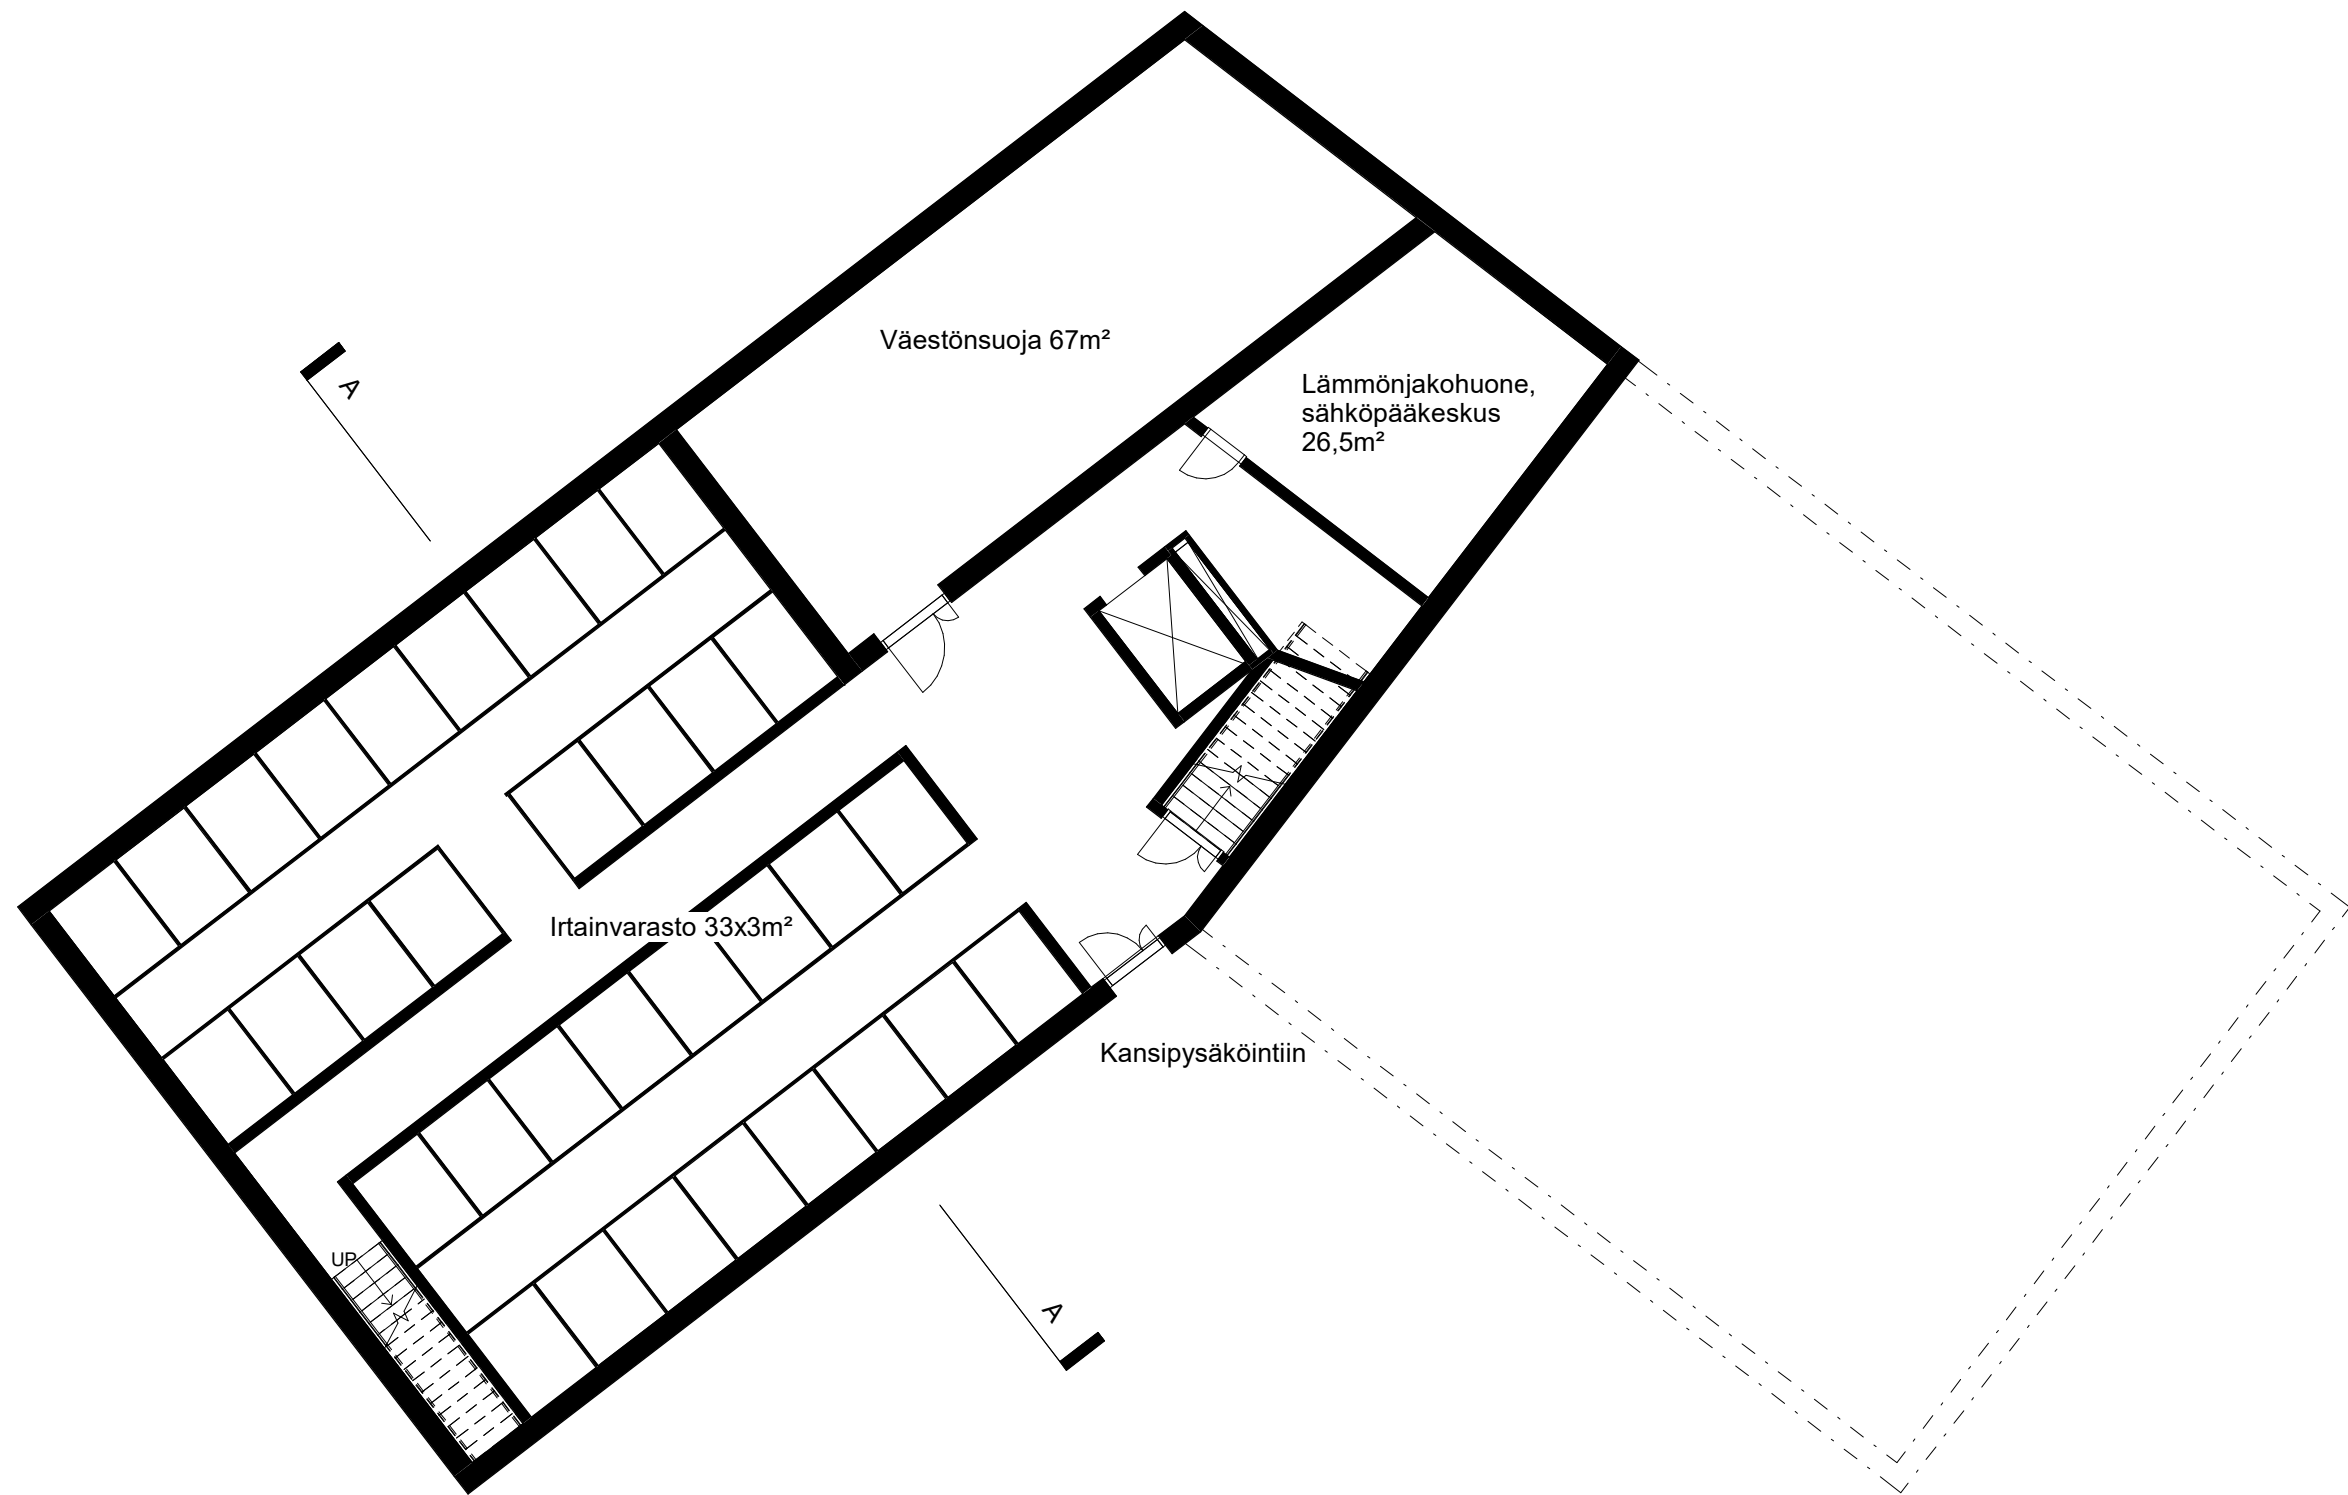 Väestönsuoja 67m²
A
Lämmönjakohuone,
sähköpääkeskus
26,5m²
Irtainvarasto 33x3m²
Kansipysäköintiin
UP
A